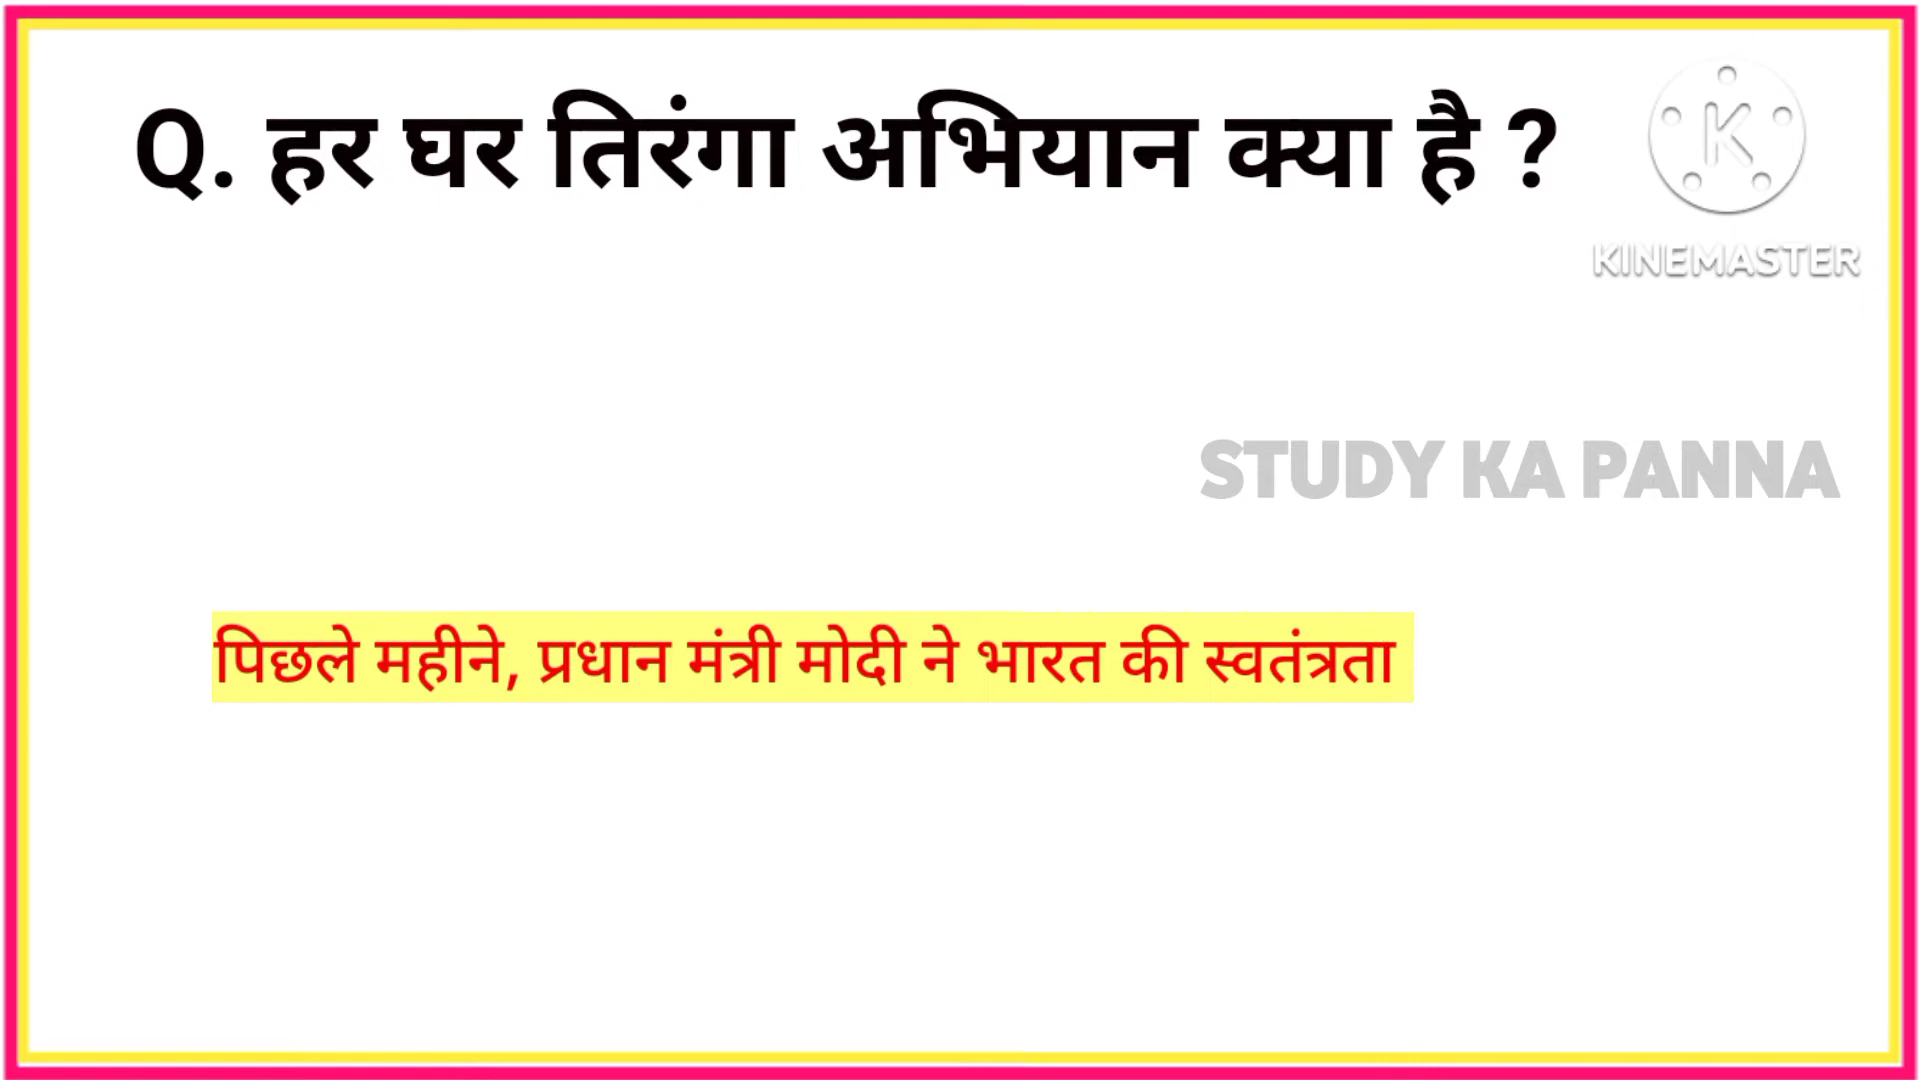 Q. हर घर तिरंगा अभियान क्या है ?
K
KINEMASTER
STUDY KA PANNA
पिछले महीने, प्रधान मंत्री मोदी ने भारत की स्वतंत्रता